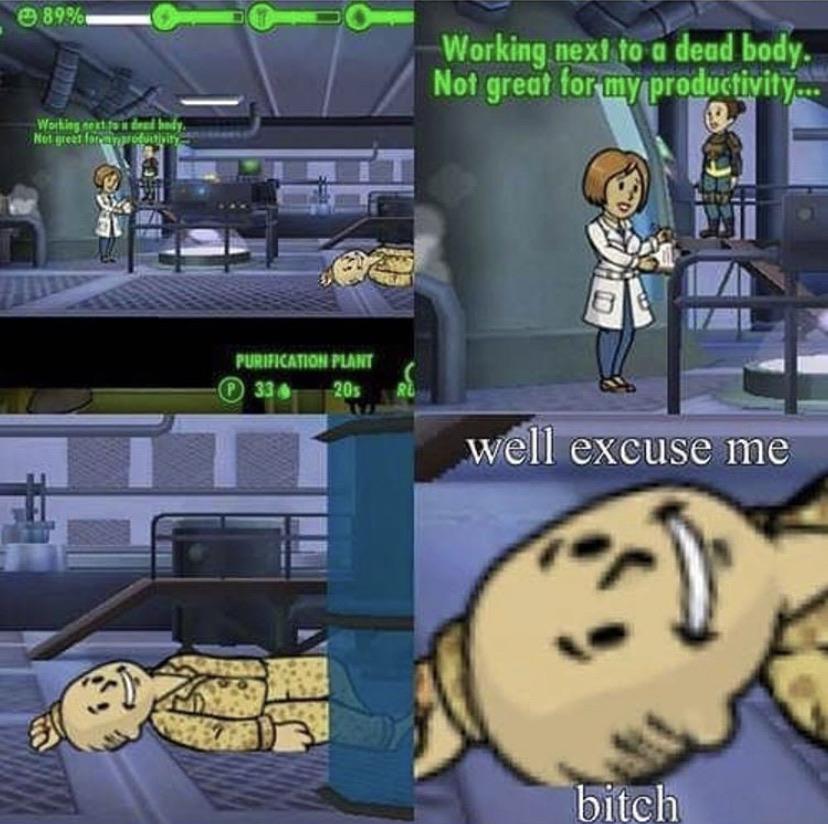 89%
Working next to a dead body.
Not great for my productivity...
Working next to a dead body.
Not great for my productivity...
PURIFICATION PLANT
P 33 20s
well excuse me
bitch